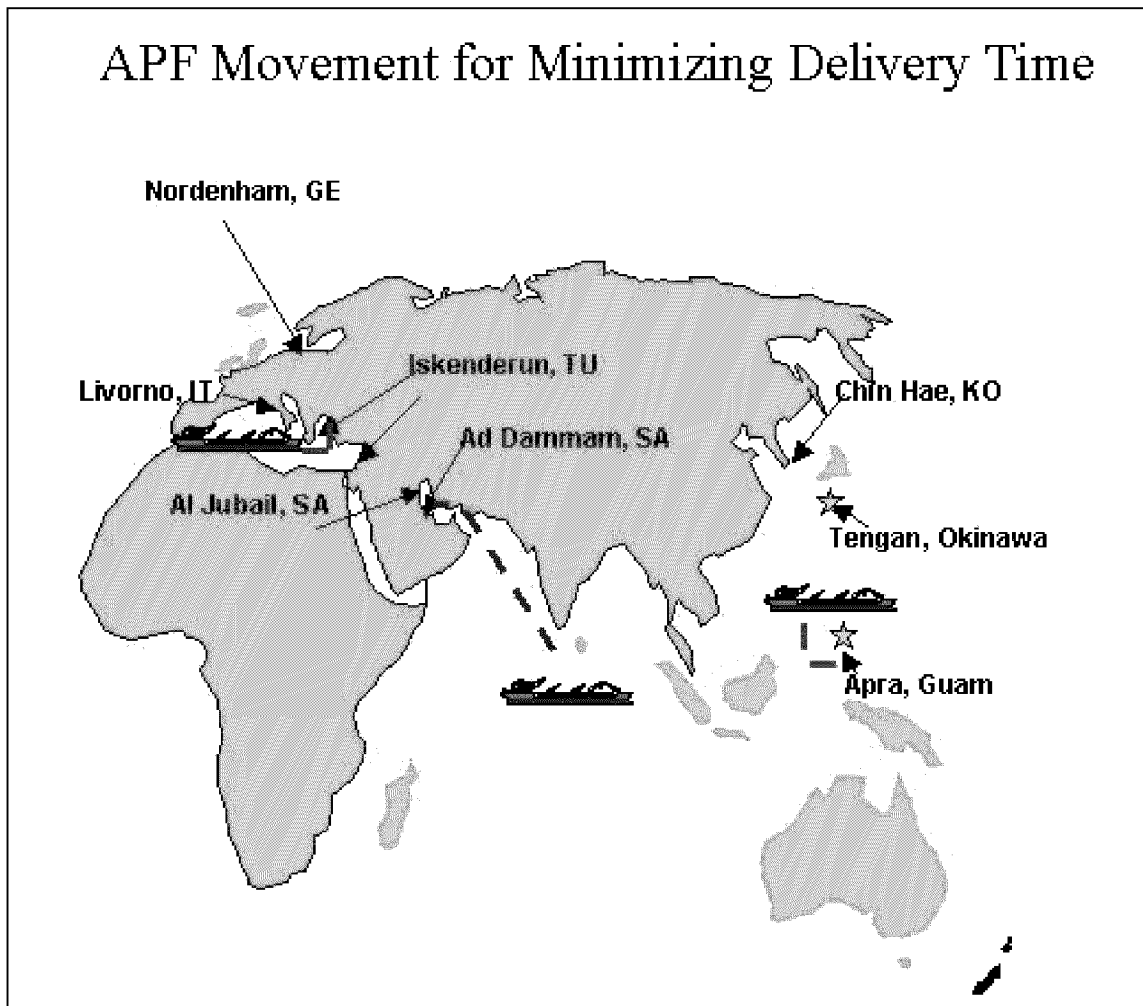 APF Movement for Minimizing Delivery Time
Nordenham, GE
Iskenderun, TU
Livorno, IT
Chin Hae, KO
Ad Dammam, SA
Al Jubail, SA
Tengan, Okinawa
Apra, Guam